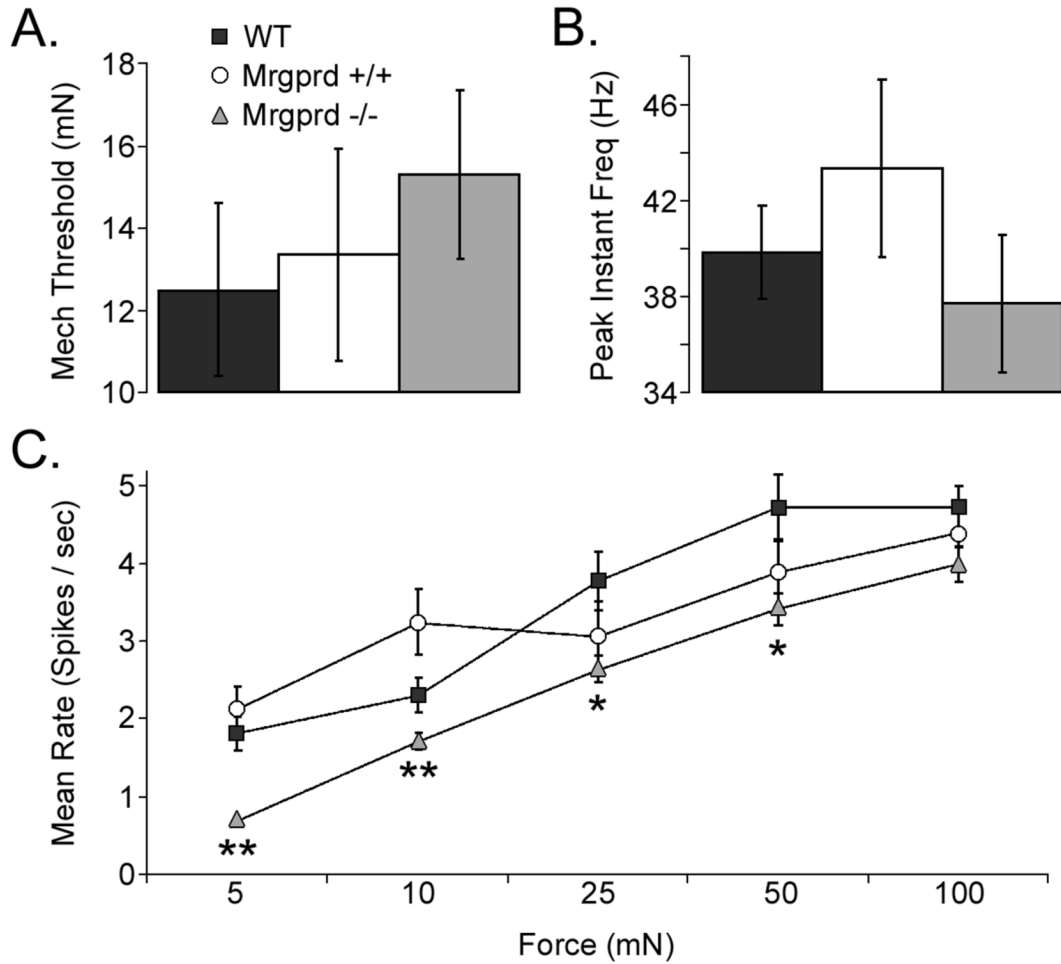 A.
WT
Mrgprd +/+
Mrgprd -/-
Mech Threshold (mN)
18
16
14
12
10
B.
Peak Instant Freq (Hz)
46
42
38
34
C.
Mean Rate (Spikes / sec)
5
4
3
2
1
0
**
**
*
*
5 10 25 50 100
Force (mN)